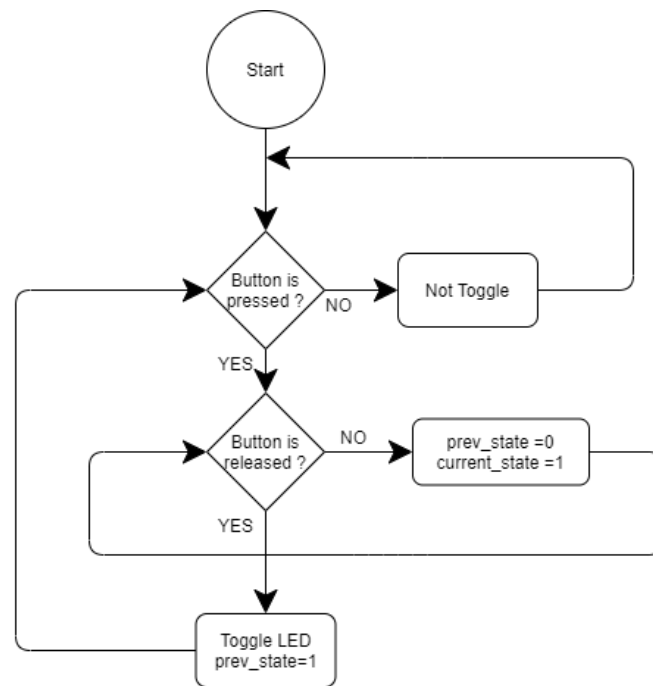 Start
Button is
pressed ?
NO
Not Toggle
YES
Button is
released ?
NO
prev_state =0
current_state =1
YES
Toggle LED
prev_state=1